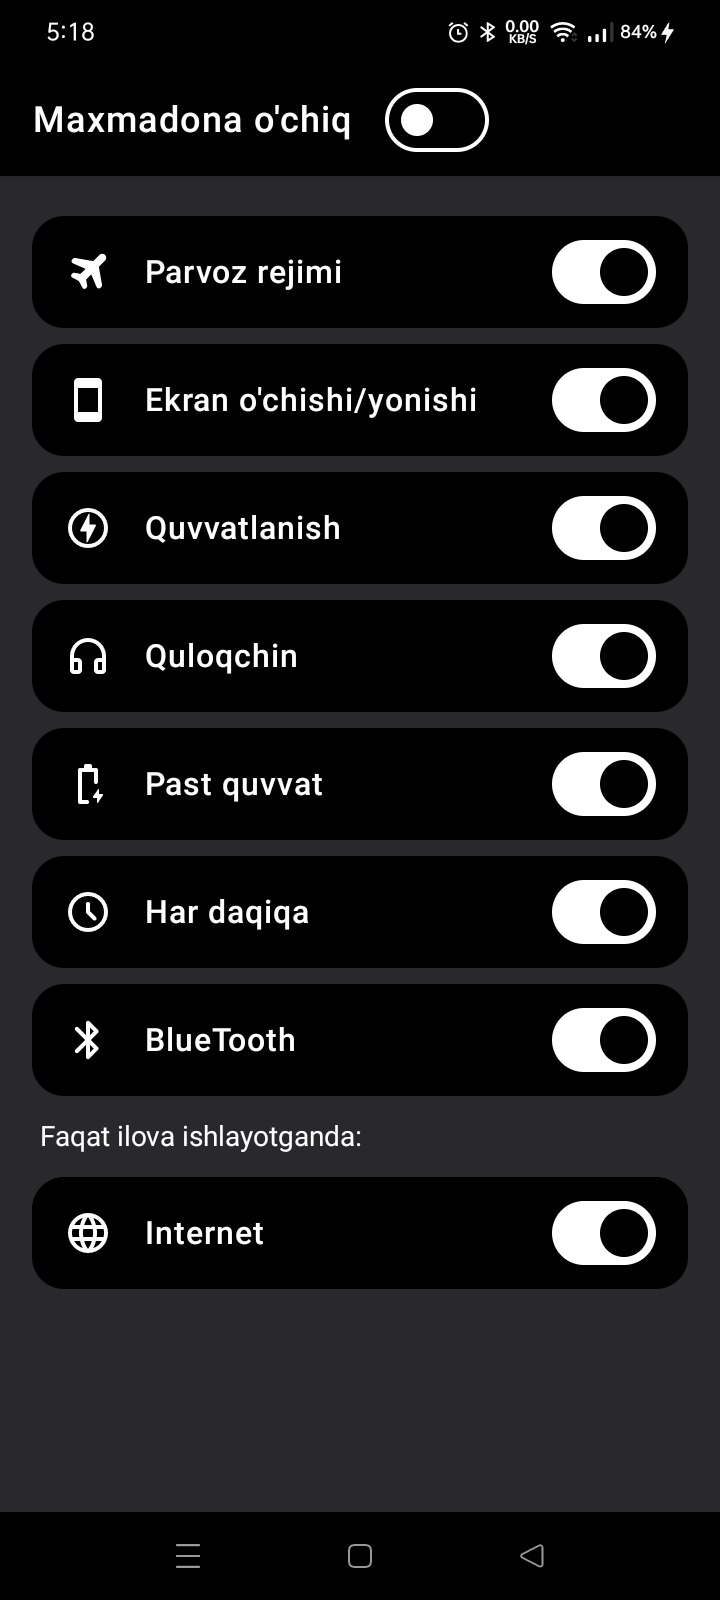 5:18
0.00
KB/S
84%
Maxmadona o'chiq
Parvoz rejimi
Ekran o'chishi/yonishi
Quvvatlanish
Quloqchin
Past quvvat
Har daqiqa
BlueTooth
Faqat ilova ishlayotganda:
Internet